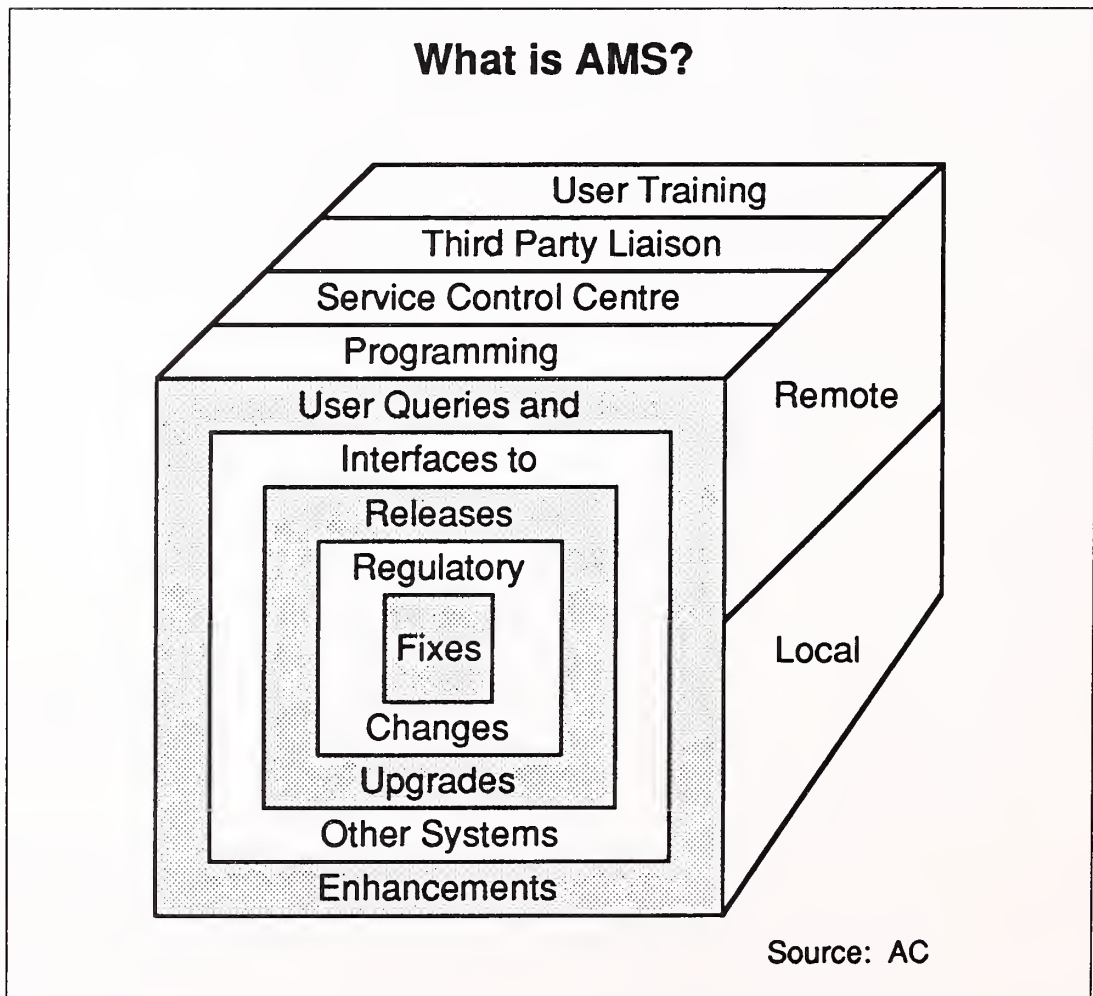 What is AMS?
User Training
Third Party Liaison
Service Control Centre
Programming
User Queries and
Interfaces to
Releases
Regulatory
Fixes
Changes
Upgrades
Other Systems
Enhancements
Remote
Local
Source: AC